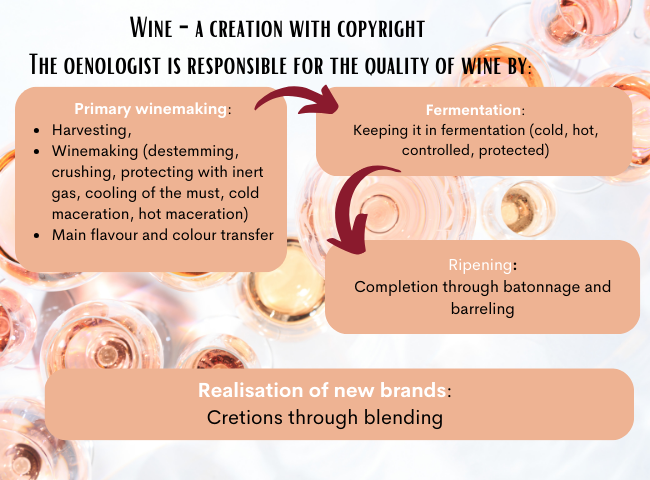 Wine - a creation with copyright
The oenologist is responsible for the quality of wine by:
Primary winemaking:
• Harvesting,
• Winemaking (destemming,
crushing, protecting with inert
gas, cooling of the must, cold
maceration, hot maceration)
• Main flavour and colour transfer
Fermentation:
Keeping it in fermentation (cold, hot,
controlled, protected)
Ripening:
Completion through batonnage and
barreling
Realisation of new brands:
Cretions through blending